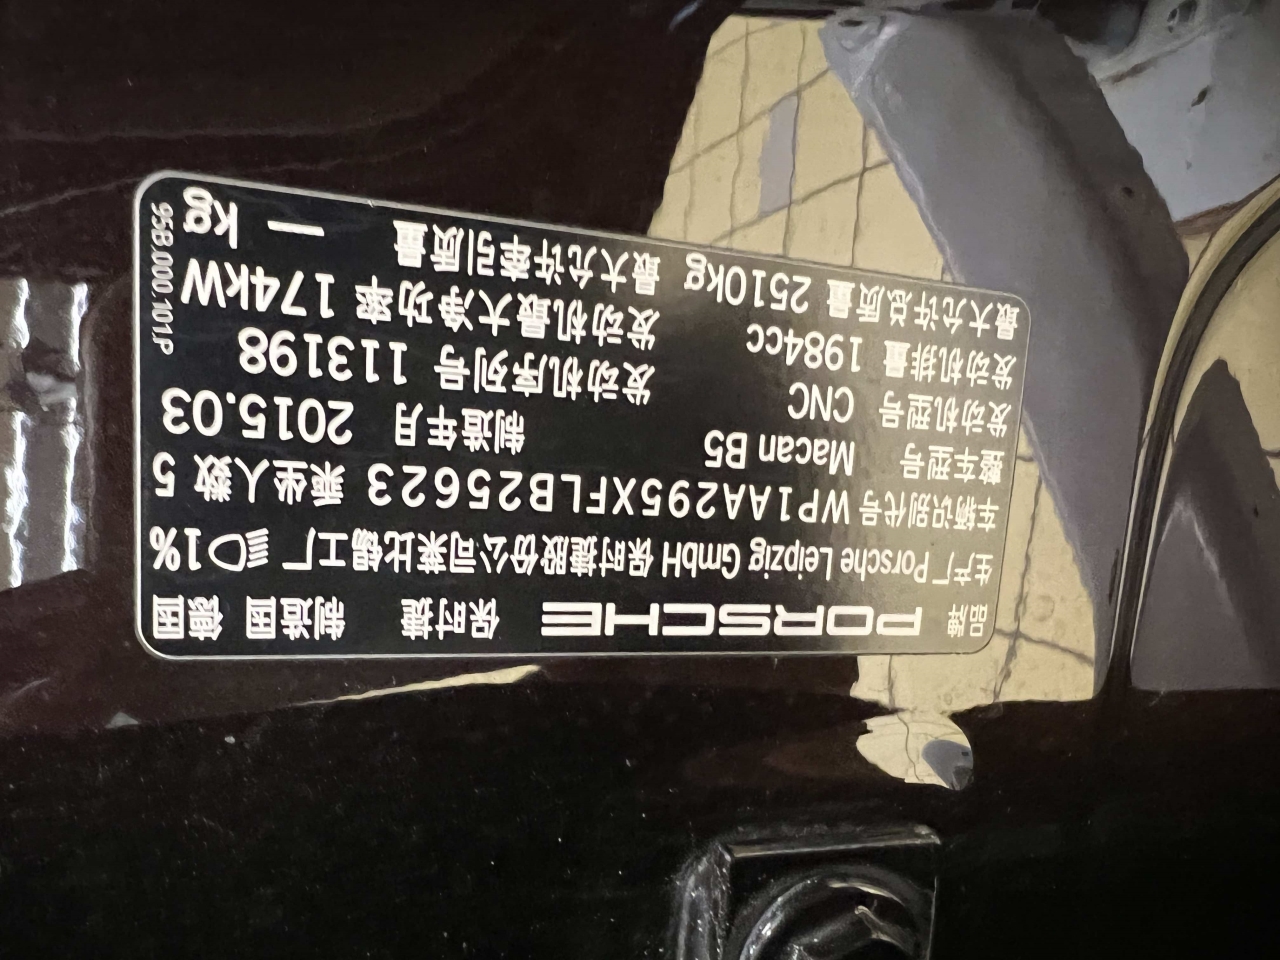 品牌 PORSCHE 保时捷 制造国 德国
生产厂 Porsche Leipzig GmbH 保时捷股份公司莱比锡工厂 1%
车辆识别代号 WP1AA295XFLB25623 乘坐人数 5
整车型号 Macan B5 制造年月 2015.03
发动机型号 CNC 发动机序列号 113198
发动机排量 1984cc 发动机最大净功率 174kW
最大允许总质量 2510kg 最大允许牵引质量 — kg
95B.000.101.P